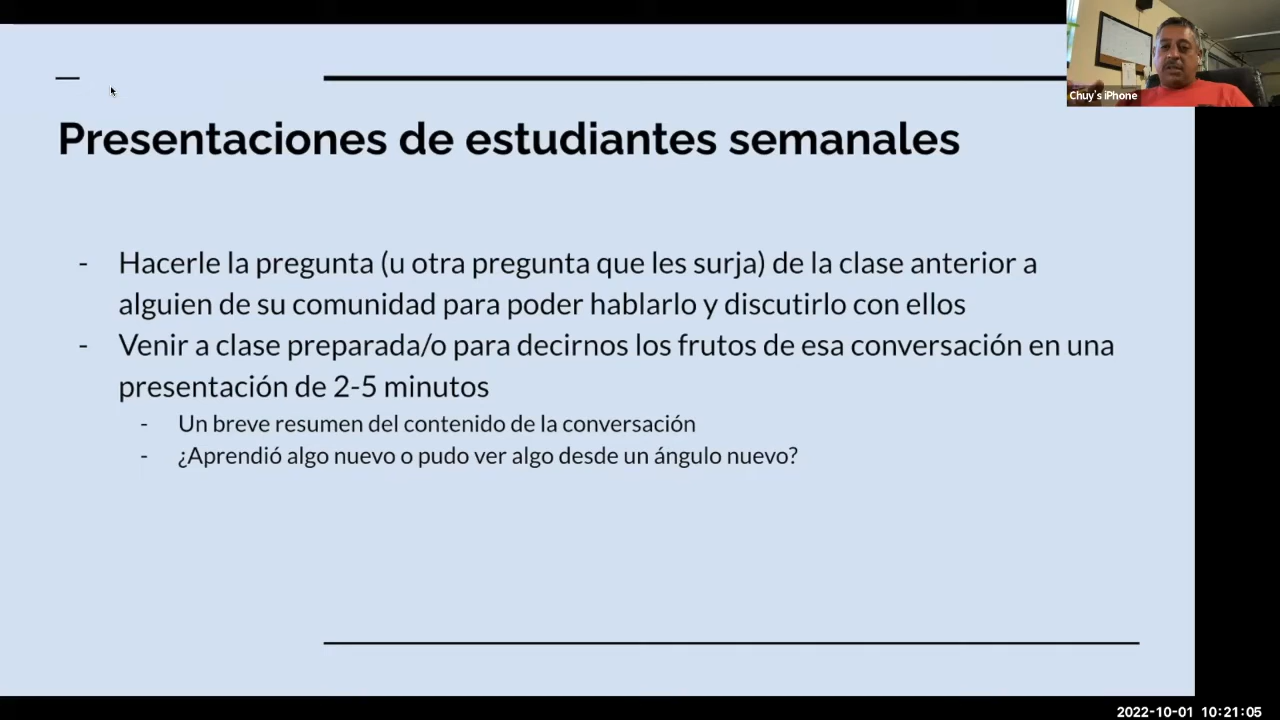 Chuy's iPhone
Presentaciones de estudiantes semanales
- Hacerle la pregunta (u otra pregunta que les surja) de la clase anterior a
alguien de su comunidad para poder hablarlo y discutirlo con ellos
- Venir a clase preparada/o para decirnos los frutos de esa conversación en una
presentación de 2-5 minutos
- Un breve resumen del contenido de la conversación
- ¿Aprendió algo nuevo o pudo ver algo desde un ángulo nuevo?
2022-10-01 10:21:05